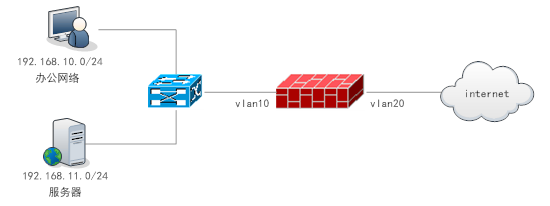 192.168.10.0/24
办公网络
vlan10
vlan20
internet
192.168.11.0/24
服务器